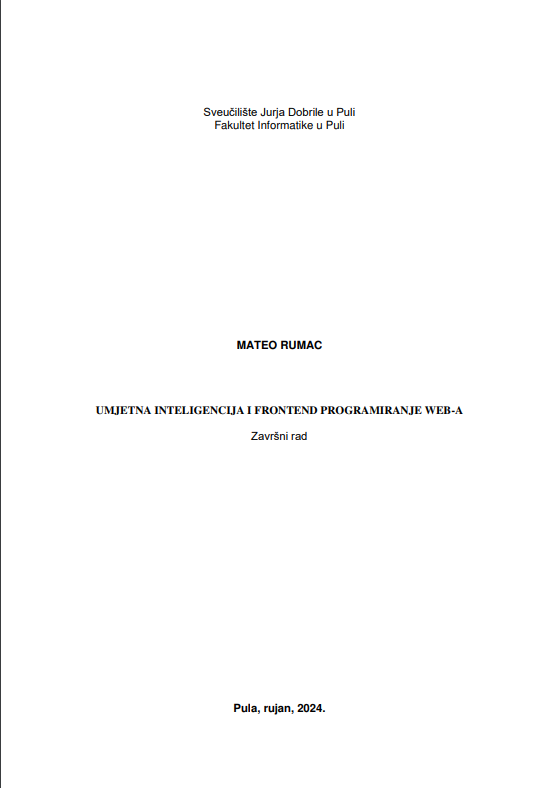 Sveučilište Jurja Dobrile u Puli
Fakultet Informatike u Puli
MATEO RUMAC
UMJETNA INTELIGENCIJA I FRONTEND PROGRAMIRANJE WEB-A
Završni rad
Pula, rujan, 2024.